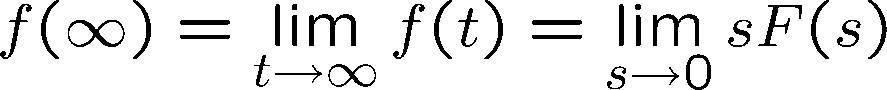 f(∞) = lim_{t→∞} f(t) = lim_{s→0} sF(s)